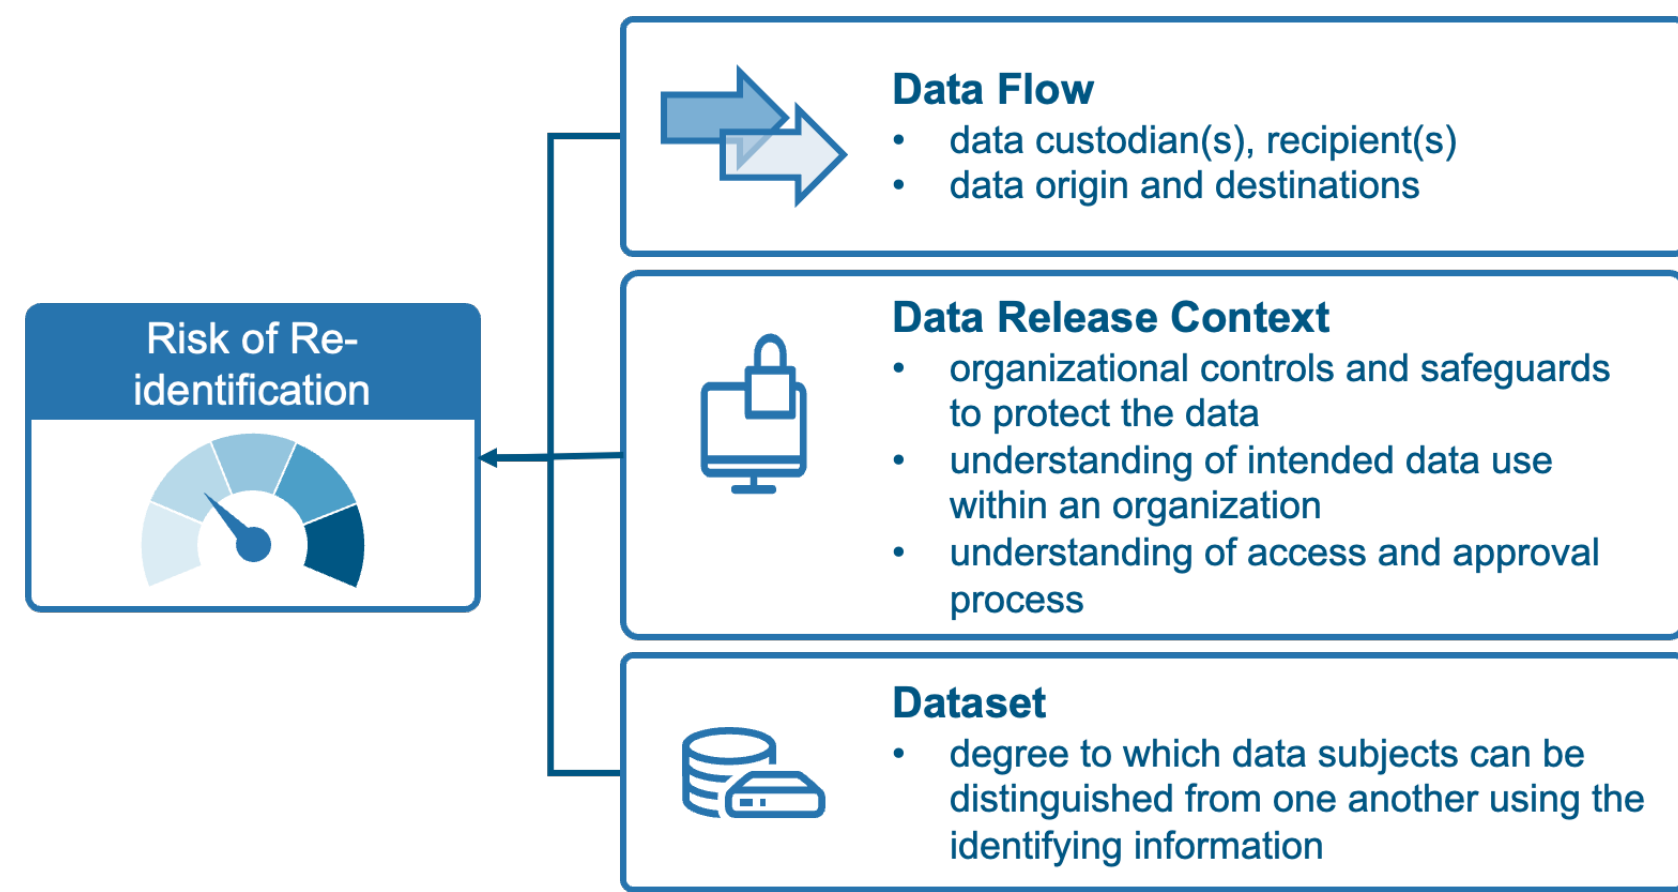 Risk of Re-
identification
Data Flow
• data custodian(s), recipient(s)
• data origin and destinations
Data Release Context
• organizational controls and safeguards
to protect the data
• understanding of intended data use
within an organization
• understanding of access and approval
process
Dataset
• degree to which data subjects can be
distinguished from one another using the
identifying information